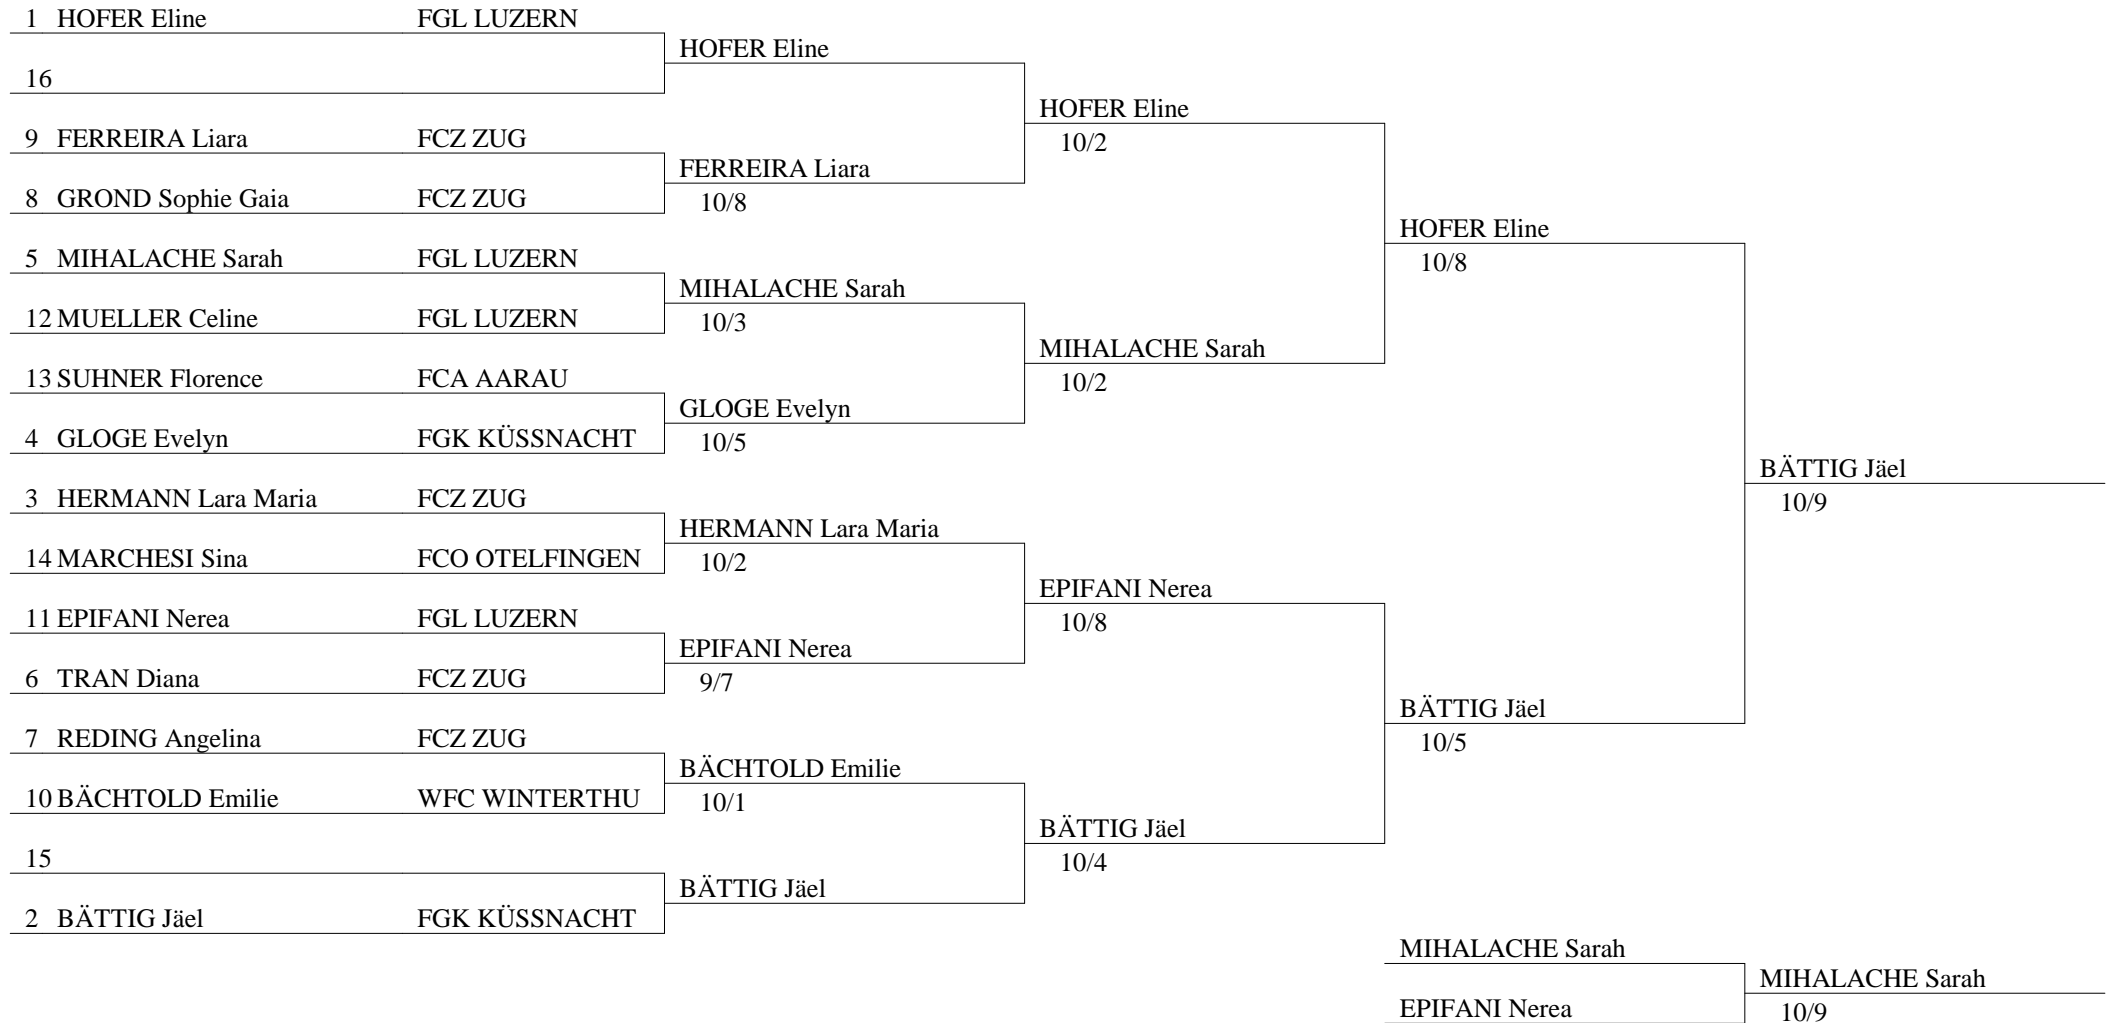 1 HOFER Eline FGL LUZERN
HOFER Eline
16
HOFER Eline
10/2
9 FERREIRA Liara FCZ ZUG
FERREIRA Liara
10/8
8 GROND Sophie Gaia FCZ ZUG
HOFER Eline
10/8
5 MIHALACHE Sarah FGL LUZERN
MIHALACHE Sarah
10/3
12 MUELLER Celine FGL LUZERN
MIHALACHE Sarah
10/2
13 SUHNER Florence FCA AARAU
GLOGE Evelyn
10/5
4 GLOGE Evelyn FGK KÜSSNACHT
BÄTTIG Jäel
10/9
3 HERMANN Lara Maria FCZ ZUG
HERMANN Lara Maria
10/2
14 MARCHESI Sina FCO OTELFINGEN
EPIFANI Nerea
10/8
11 EPIFANI Nerea FGL LUZERN
EPIFANI Nerea
9/7
6 TRAN Diana FCZ ZUG
BÄTTIG Jäel
10/5
7 REDING Angelina FCZ ZUG
BÄCHTOLD Emilie
10/1
10 BÄCHTOLD Emilie WFC WINTERTHU
BÄTTIG Jäel
10/4
15
BÄTTIG Jäel
2 BÄTTIG Jäel FGK KÜSSNACHT
MIHALACHE Sarah
MIHALACHE Sarah
10/9
EPIFANI Nerea